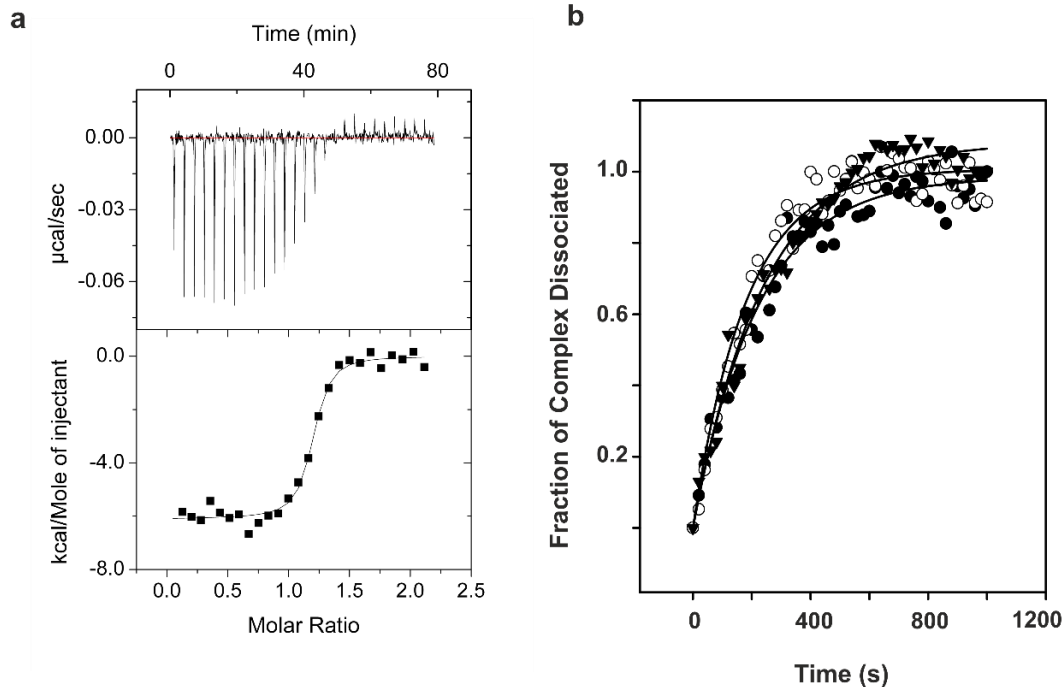 a
Time (min)
0 40 80
0.00
-0.03
-0.06
µcal/sec
0.0
-4.0
-8.0
kcal/Mole of injectant
0.0 0.5 1.0 1.5 2.0 2.5
Molar Ratio
b
1.0
0.6
0.2
Fraction of Complex Dissociated
0 400 800 1200
Time (s)